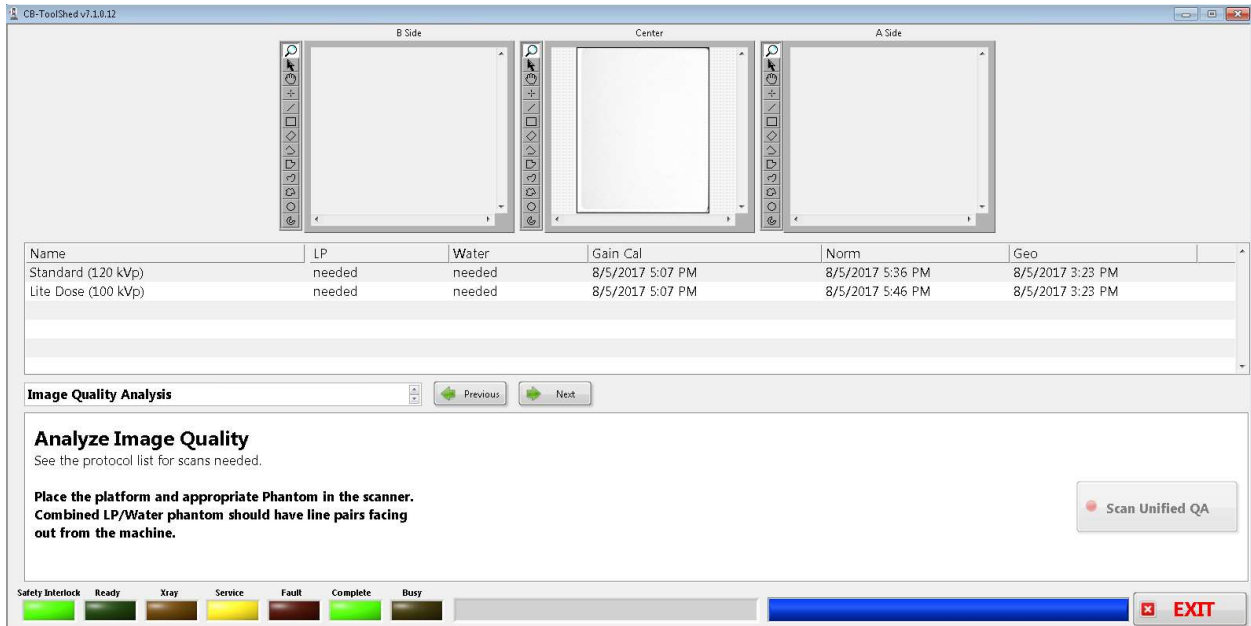 CB-ToolShed v7.1.0.12
B Side
Center
A Side
Name LP Water Gain Cal Norm Geo
Standard (120 kVp) needed needed 8/5/2017 5:07 PM 8/5/2017 5:36 PM 8/5/2017 3:23 PM
Lite Dose (100 kVp) needed needed 8/5/2017 5:07 PM 8/5/2017 5:46 PM 8/5/2017 3:23 PM
Image Quality Analysis
Previous
Next
Analyze Image Quality
See the protocol list for scans needed.
Place the platform and appropriate Phantom in the scanner.
Combined LP/Water phantom should have line pairs facing
out from the machine.
Scan Unified QA
Safety Interlock Ready Xray Service Fault Complete Busy
EXIT